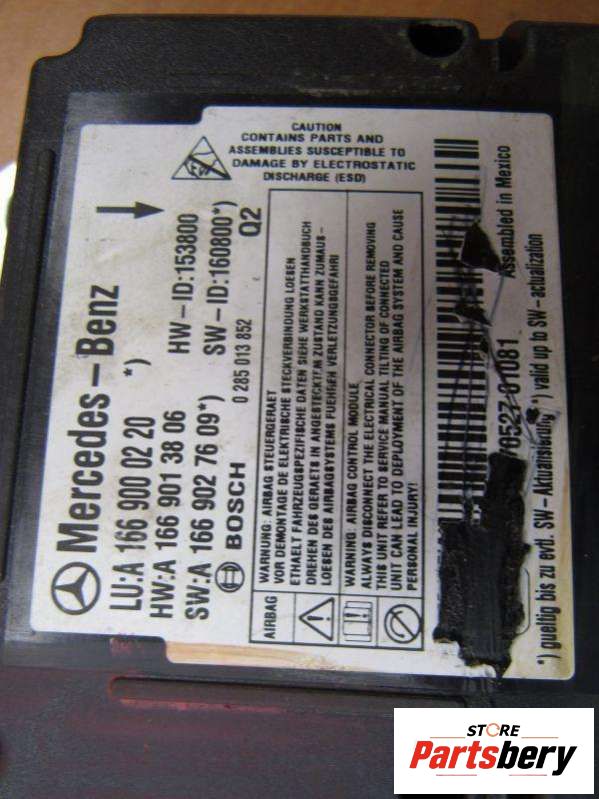 CAUTION
CONTAINS PARTS AND
ASSEMBLIES SUSCEPTIBLE TO
DAMAGE BY ELECTROSTATIC
DISCHARGE (ESD)
Mercedes-Benz
LU:A 166 900 02 20 *)
HW:A 166 901 38 06
HW-ID:153800
SW:A 166 902 76 09*)
SW-ID:160800*)
BOSCH
0 285 013 852
Q2
AIRBAG
WARNUNG: AIRBAG STEUERGERAET
VOR DEMONTAGE DE ELEKTRISCHE STECKVERBINDUNG LOESEN
ETHAELT FAHRZEUGSPEZIFISCHE DATEN SIEHE WERKSTATTHANDBUCH
DREHEN DES GERAETS IN ANGESTECKTEM ZUSTAND KANN ZUMAUS-
LOESEN DES AIRBAGSYSTEMS FUEHREN VERLETZUNGSGEFAHR!
WARNING: AIRBAG CONTROL MODULE
ALWAYS DISCONNECT THE ELECTRICAL CONNECTOR BEFORE REMOVING
THIS UNIT REFER TO SERVICE MANUAL TILTING OF CONNECTED
UNIT CAN LEAD TO DEPLOYMENT OF THE AIRBAG SYSTEM AND CAUSE
PERSONAL INJURY!
70527 01081
Assembled in Mexico
*) gueltig bis zu evtl. SW-Aktualisierung *) valid up to SW-actualization
STORE
Partsbery